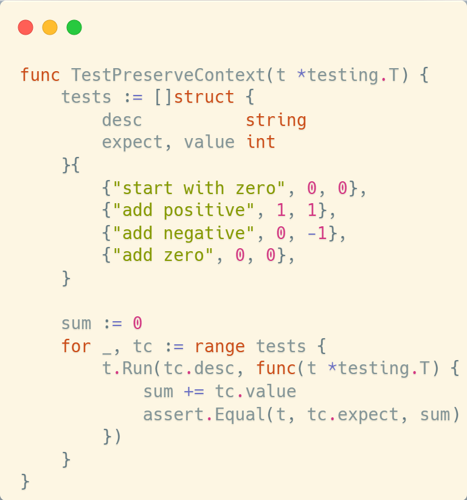 func TestPreserveContext(t *testing.T) {
    tests := []struct {
        desc          string
        expect, value int
    }{
        {"start with zero", 0, 0},
        {"add positive", 1, 1},
        {"add negative", 0, -1},
        {"add zero", 0, 0},
    }

    sum := 0
    for _, tc := range tests {
        t.Run(tc.desc, func(t *testing.T) {
            sum += tc.value
            assert.Equal(t, tc.expect, sum)
        })
    }
}